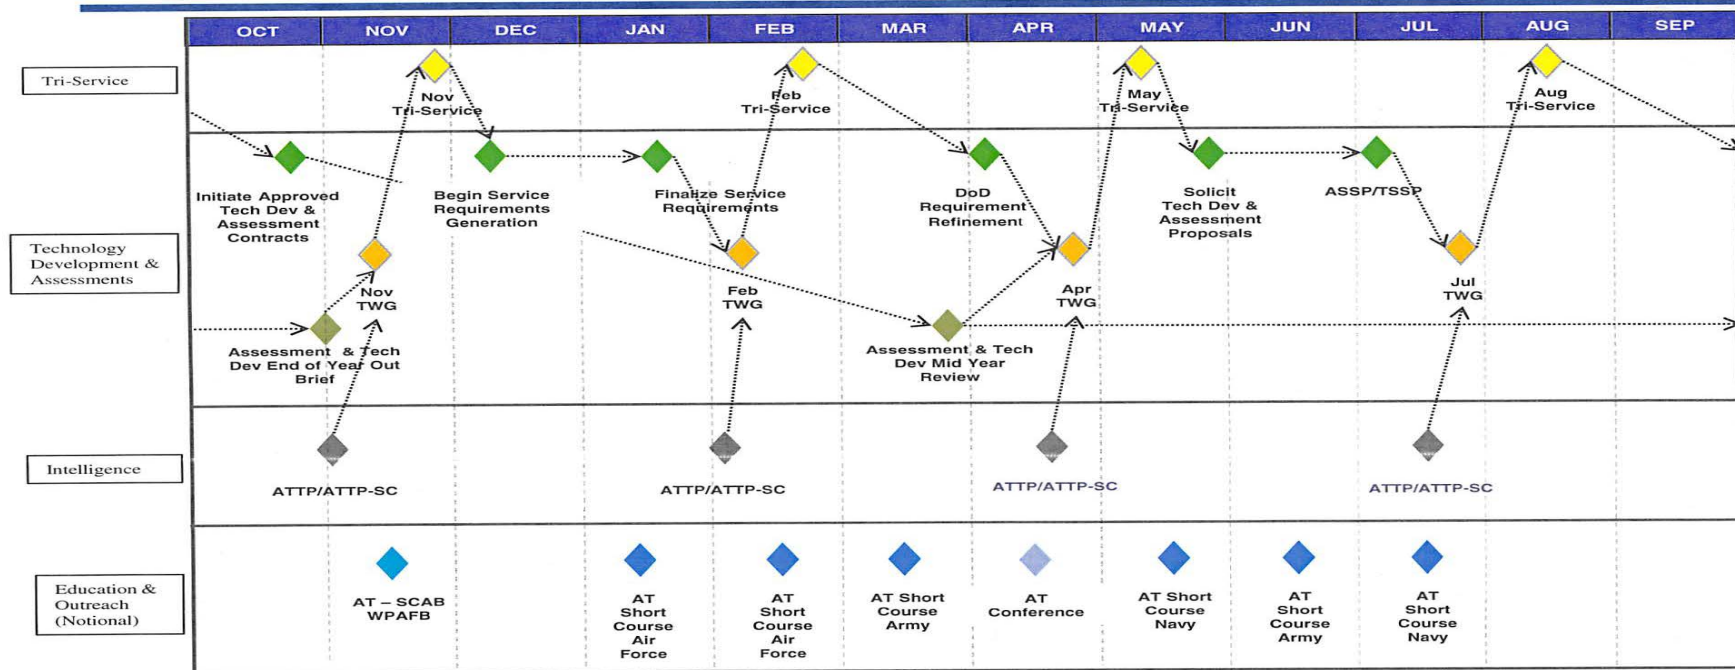 OCT NOV DEC JAN FEB MAR APR MAY JUN JUL AUG SEP
Tri-Service
Nov
Tri-Service
Feb
Tri-Service
May
Tri-Service
Aug
Tri-Service
Technology
Development &
Assessments
Initiate Approved
Tech Dev &
Assessment
Contracts
Begin Service
Requirements
Generation
Finalize Service
Requirements
DoD
Requirement
Refinement
Solicit
Tech Dev &
Assessment
Proposals
ASSP/TSSP
Nov
TWG
Feb
TWG
Apr
TWG
Jul
TWG
Assessment & Tech
Dev End of Year Out
Brief
Assessment & Tech
Dev Mid Year
Review
Intelligence
ATTP/ATTP-SC
ATTP/ATTP-SC
ATTP/ATTP-SC
ATTP/ATTP-SC
Education &
Outreach
(Notional)
AT – SCAB
WPAFB
AT
Short
Course
Air
Force
AT
Short
Course
Air
Force
AT Short
Course
Army
AT
Conference
AT Short
Course
Navy
AT
Short
Course
Army
AT
Short
Course
Navy